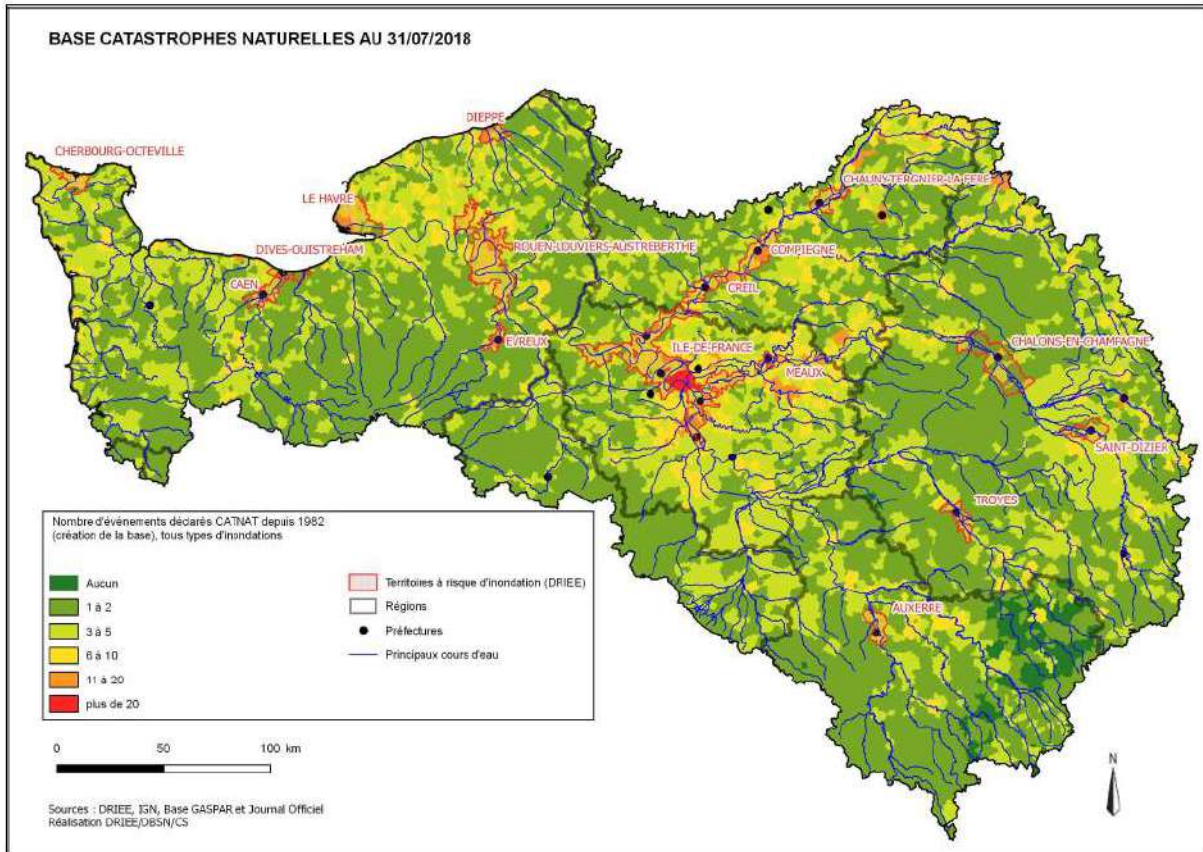 BASE CATASTROPHES NATURELLES AU 31/07/2018
DIEPPE
CHERBOURG-OCTEVILLE
CHAUNY-TERGNIER-LA-FERE
LE HAVRE
ROUEN-LOUVIERS-AUSTREBERTHE
DIVES-OUISTREHAM
COMPIEGNE
CAEN
CREIL
EVREUX
ILE-DE-FRANCE
CHALONS-EN-CHAMPAGNE
MEAUX
SAINT-DIZIER
TROYES
AUXERRE
Nombre d'événements déclarés CATNAT depuis 1982
(création de la base), tous types d'inondations
Aucun
1 à 2
3 à 5
6 à 10
11 à 20
plus de 20
Territoires à risque d'inondation (DRIEE)
Régions
Préfectures
Principaux cours d'eau
0 50 100 km
N
Sources : DRIEE, IGN, Base GASPAR et Journal Officiel
Réalisation DRIEE/DBSN/CS